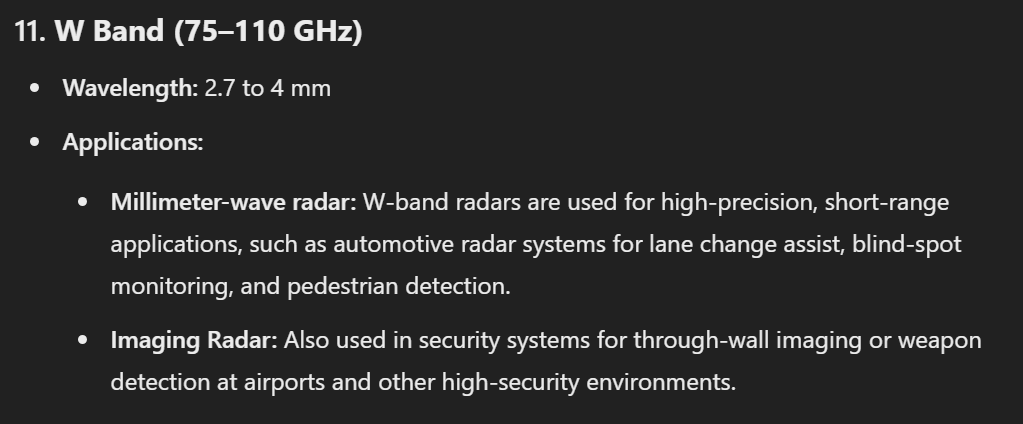 11. W Band (75–110 GHz)
• Wavelength: 2.7 to 4 mm
• Applications:
• Millimeter-wave radar: W-band radars are used for high-precision, short-range
applications, such as automotive radar systems for lane change assist, blind-spot
monitoring, and pedestrian detection.
• Imaging Radar: Also used in security systems for through-wall imaging or weapon
detection at airports and other high-security environments.